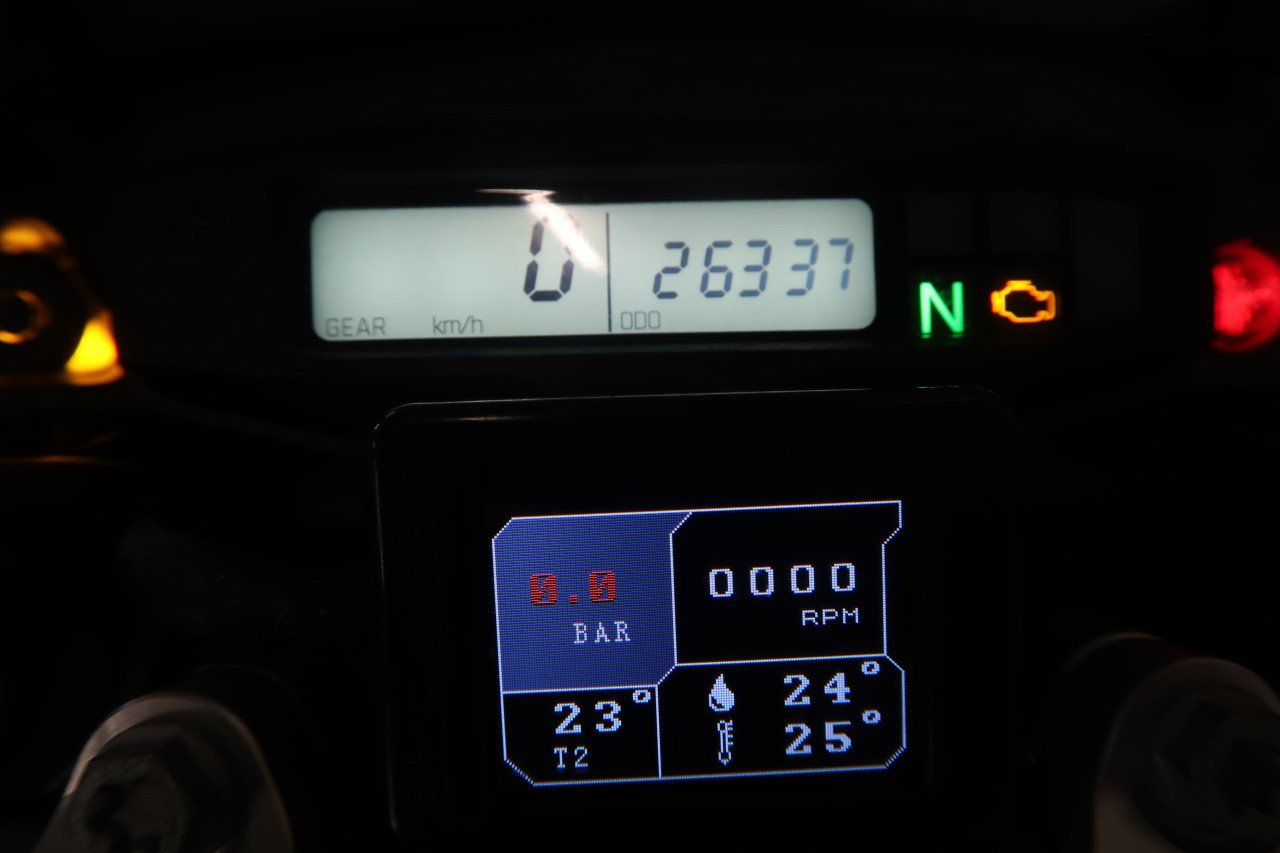 0 26337
GEAR km/h ODO
N
0.0
BAR
0000
RPM
23°
T2
24°
25°